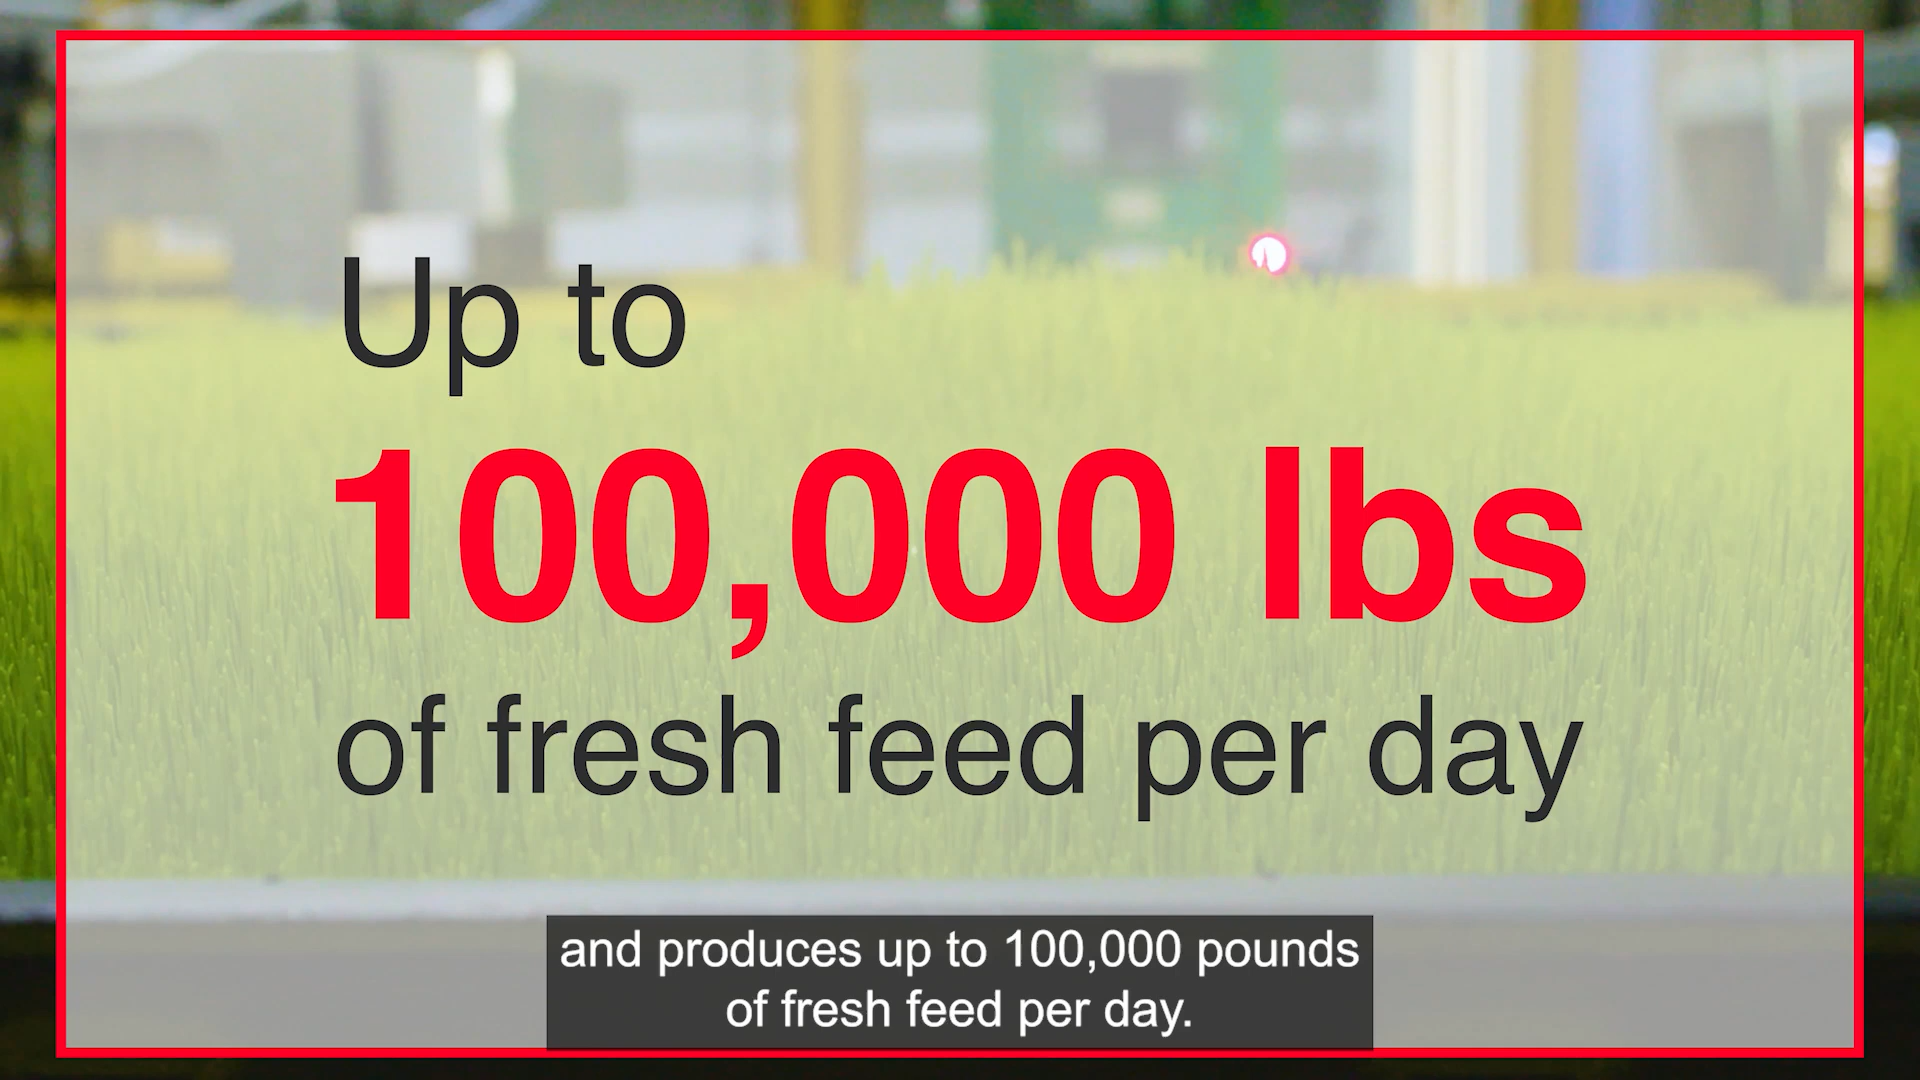 Up to
100,000 lbs
of fresh feed per day
and produces up to 100,000 pounds
of fresh feed per day.